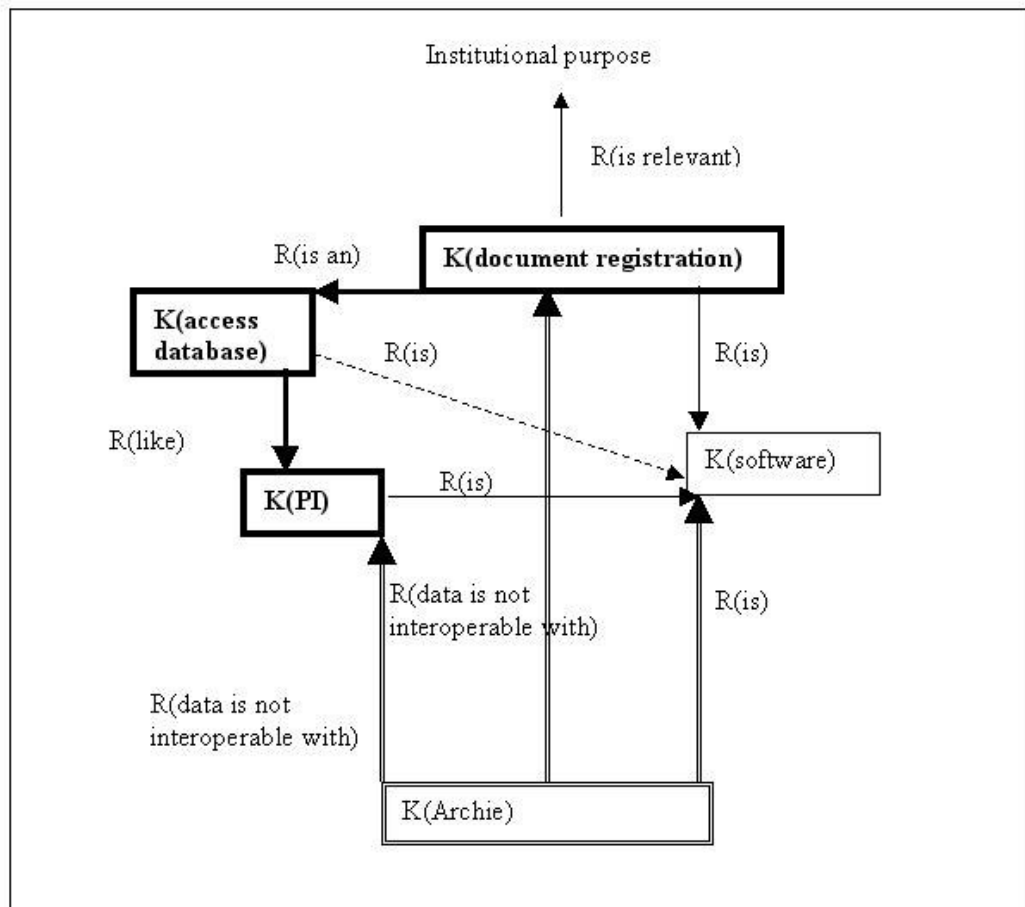 Institutional purpose
R(is relevant)
R(is an)
K(document registration)
K(access
database)
R(is)
R(is)
R(like)
K(software)
K(PI)
R(is)
R(data is not
interoperable with)
R(is)
R(data is not
interoperable with)
K(Archie)